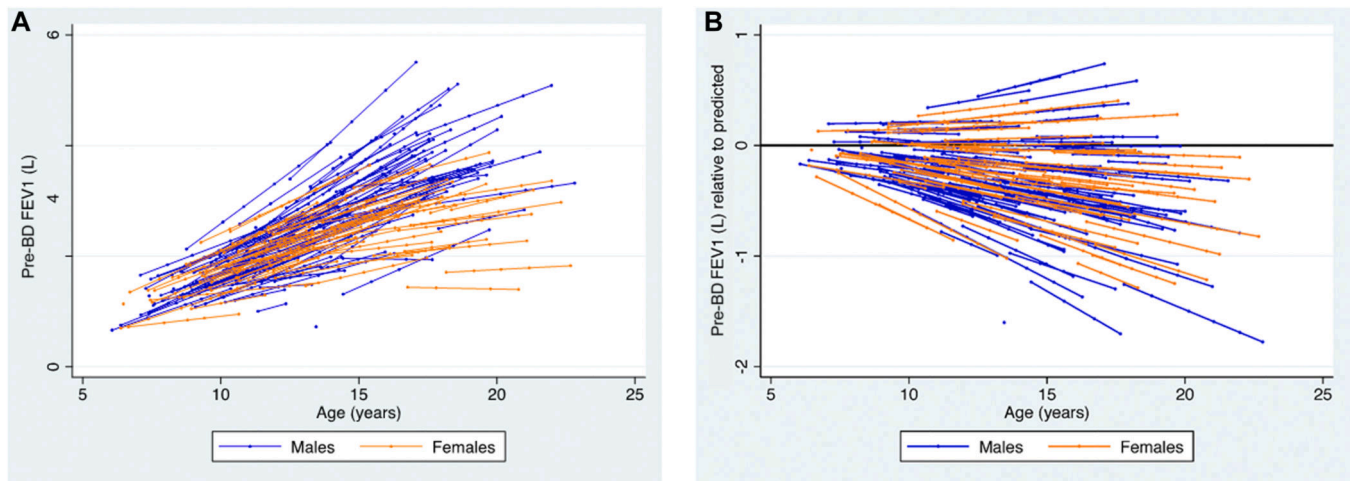 A
6
4
2
0
Pre-BD FEV1 (L)
5
10
15
20
25
Age (years)
Males
Females
B
1
0
-1
-2
Pre-BD FEV1 (L) relative to predicted
5
10
15
20
25
Age (years)
Males
Females